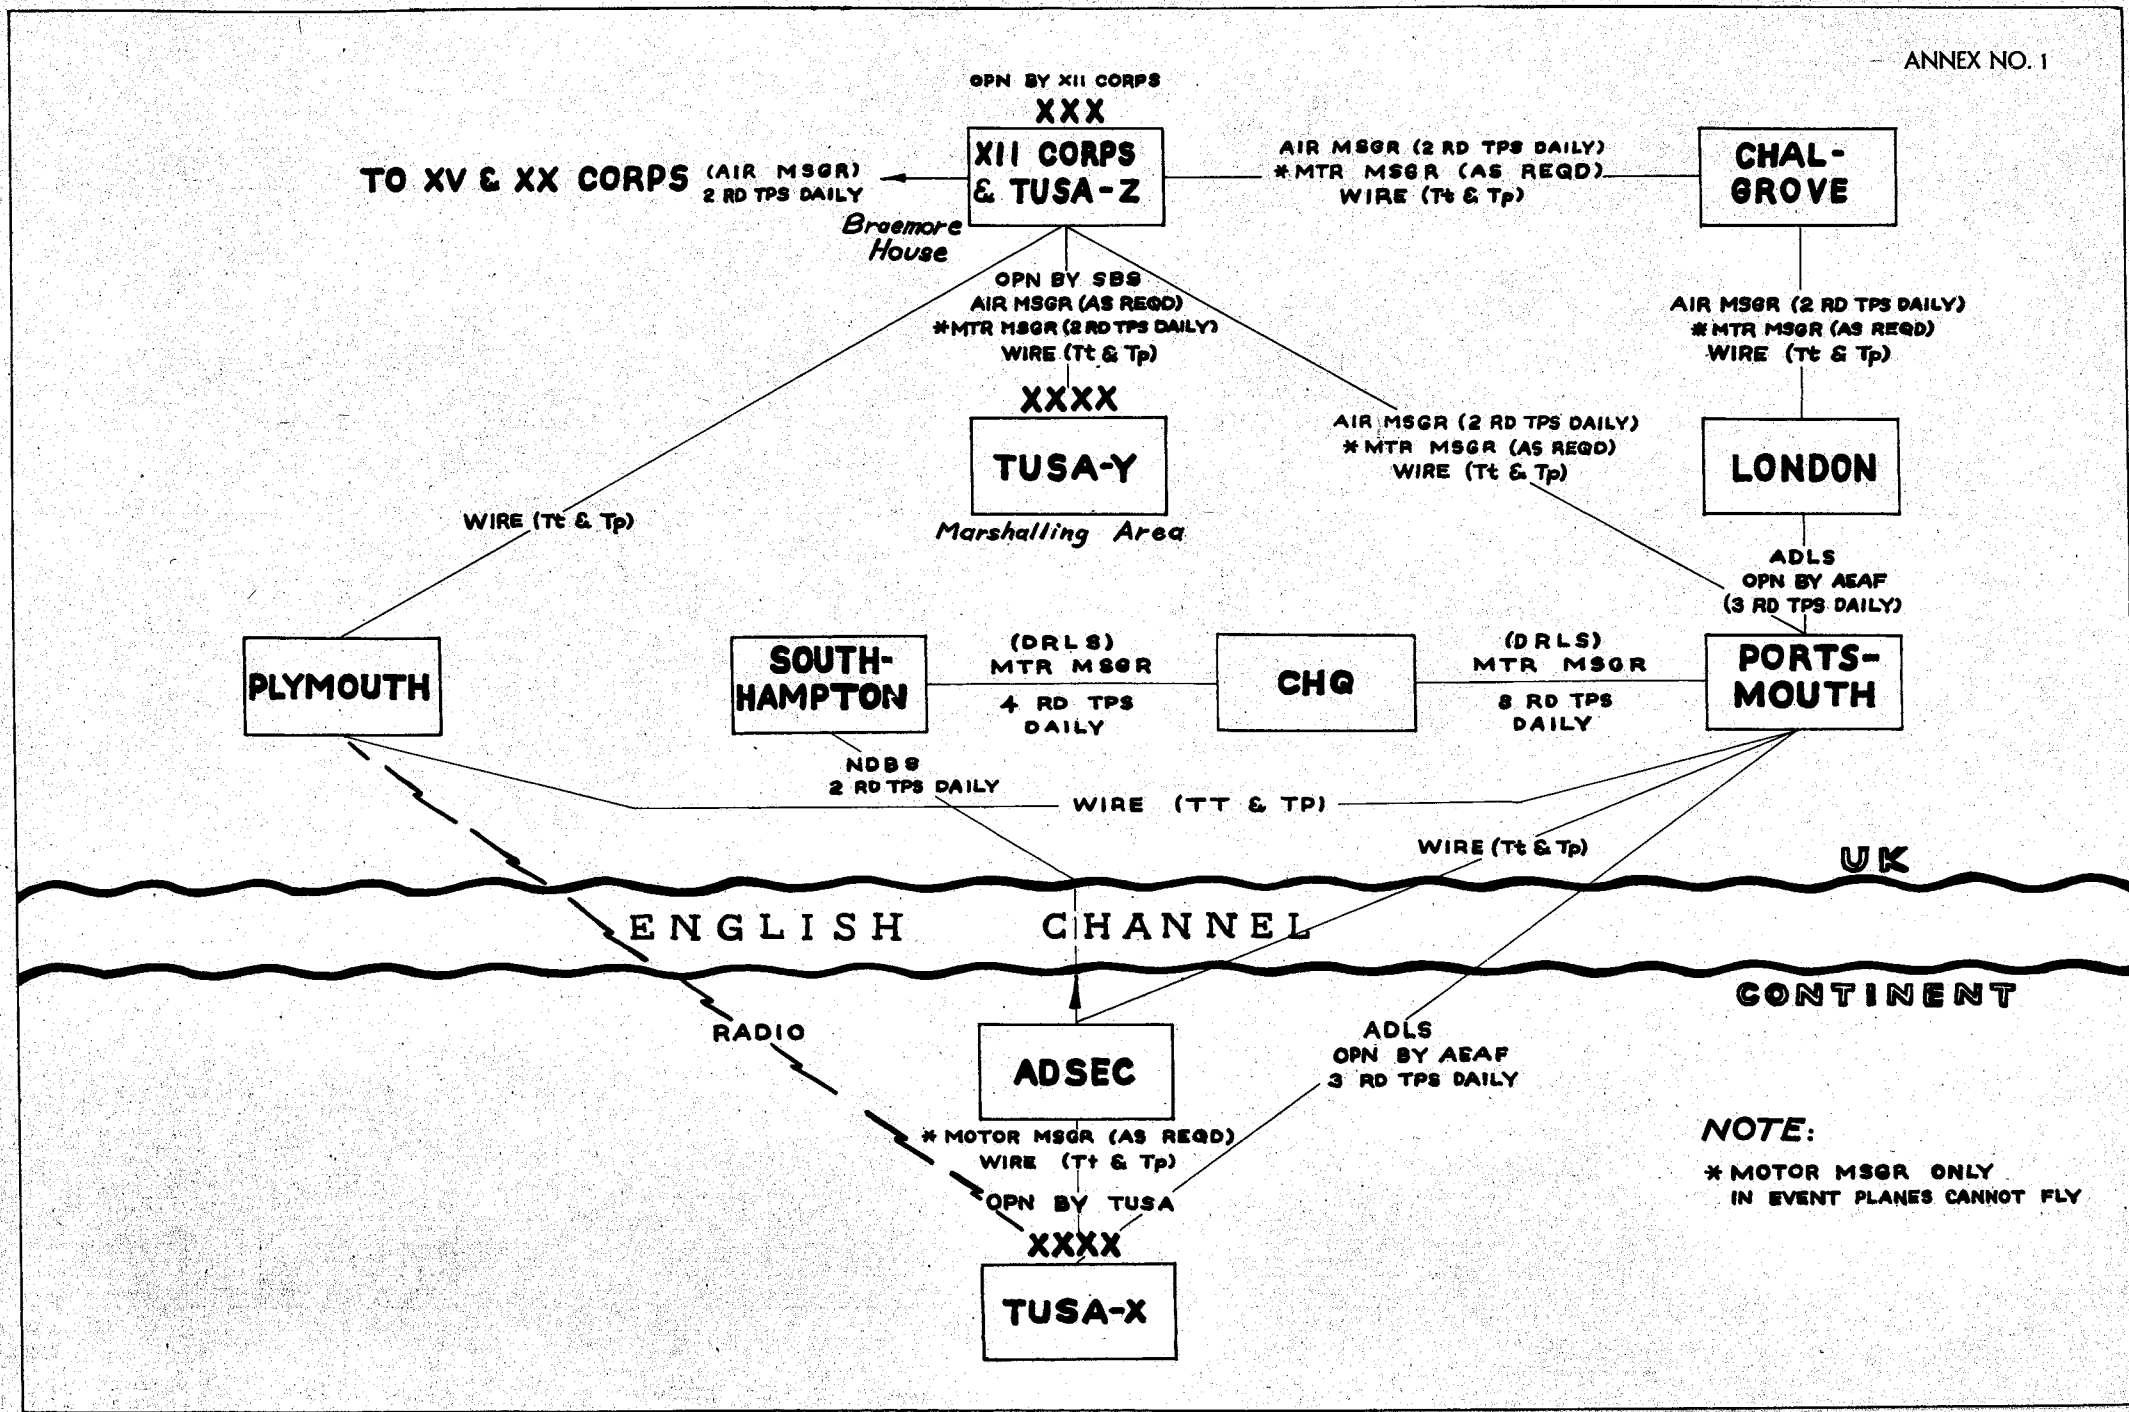 ANNEX NO. 1
OPN BY XII CORPS
XXX
XII CORPS
& TUSA-Z
Braemore
House
TO XV & XX CORPS
(AIR MSGR)
2 RD TPS DAILY
AIR MSGR (2 RD TPS DAILY)
*MTR MSGR (AS REQD)
WIRE (Tt & Tp)
CHAL-
GROVE
OPN BY SBS
AIR MSGR (AS REQD)
*MTR MSGR (2 RD TPS DAILY)
WIRE (Tt & Tp)
AIR MSGR (2 RD TPS DAILY)
*MTR MSGR (AS REQD)
WIRE (Tt & Tp)
XXXX
TUSA-Y
Marshalling Area
AIR MSGR (2 RD TPS DAILY)
*MTR MSGR (AS REQD)
WIRE (Tt & Tp)
LONDON
WIRE (Tt & Tp)
ADLS
OPN BY AEAF
(3 RD TPS DAILY)
PLYMOUTH
SOUTH-
HAMPTON
(DRLS)
MTR MSGR
4 RD TPS
DAILY
CHQ
(DRLS)
MTR MSGR
8 RD TPS
DAILY
PORTS-
MOUTH
NDBS
2 RD TPS DAILY
WIRE (TT & TP)
WIRE (Tt & Tp)
UK
ENGLISH CHANNEL
CONTINENT
RADIO
ADSEC
ADLS
OPN BY AEAF
3 RD TPS DAILY
* MOTOR MSGR (AS REQD)
WIRE (Tt & Tp)
OPN BY TUSA
XXXX
TUSA-X
NOTE:
* MOTOR MSGR ONLY
IN EVENT PLANES CANNOT FLY